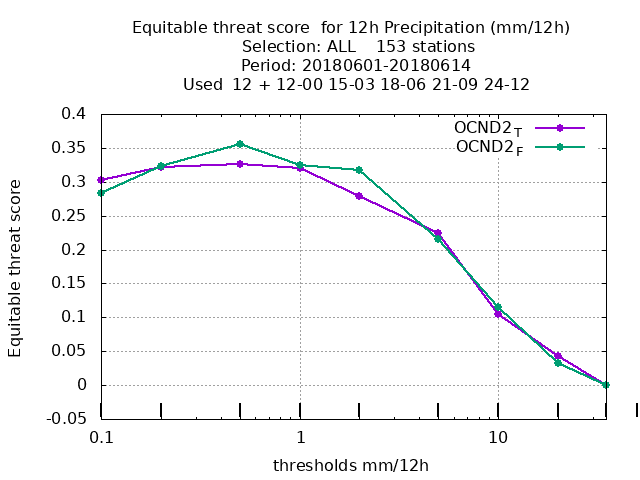 Equitable threat score  for 12h Precipitation (mm/12h)
Selection: ALL    153 stations
Period: 20180601-20180614
Used  12 + 12-00 15-03 18-06 21-09 24-12
OCND2T
OCND2F
Equitable threat score
0.4
0.35
0.3
0.25
0.2
0.15
0.1
0.05
0
-0.05
0.1 1 10
thresholds mm/12h